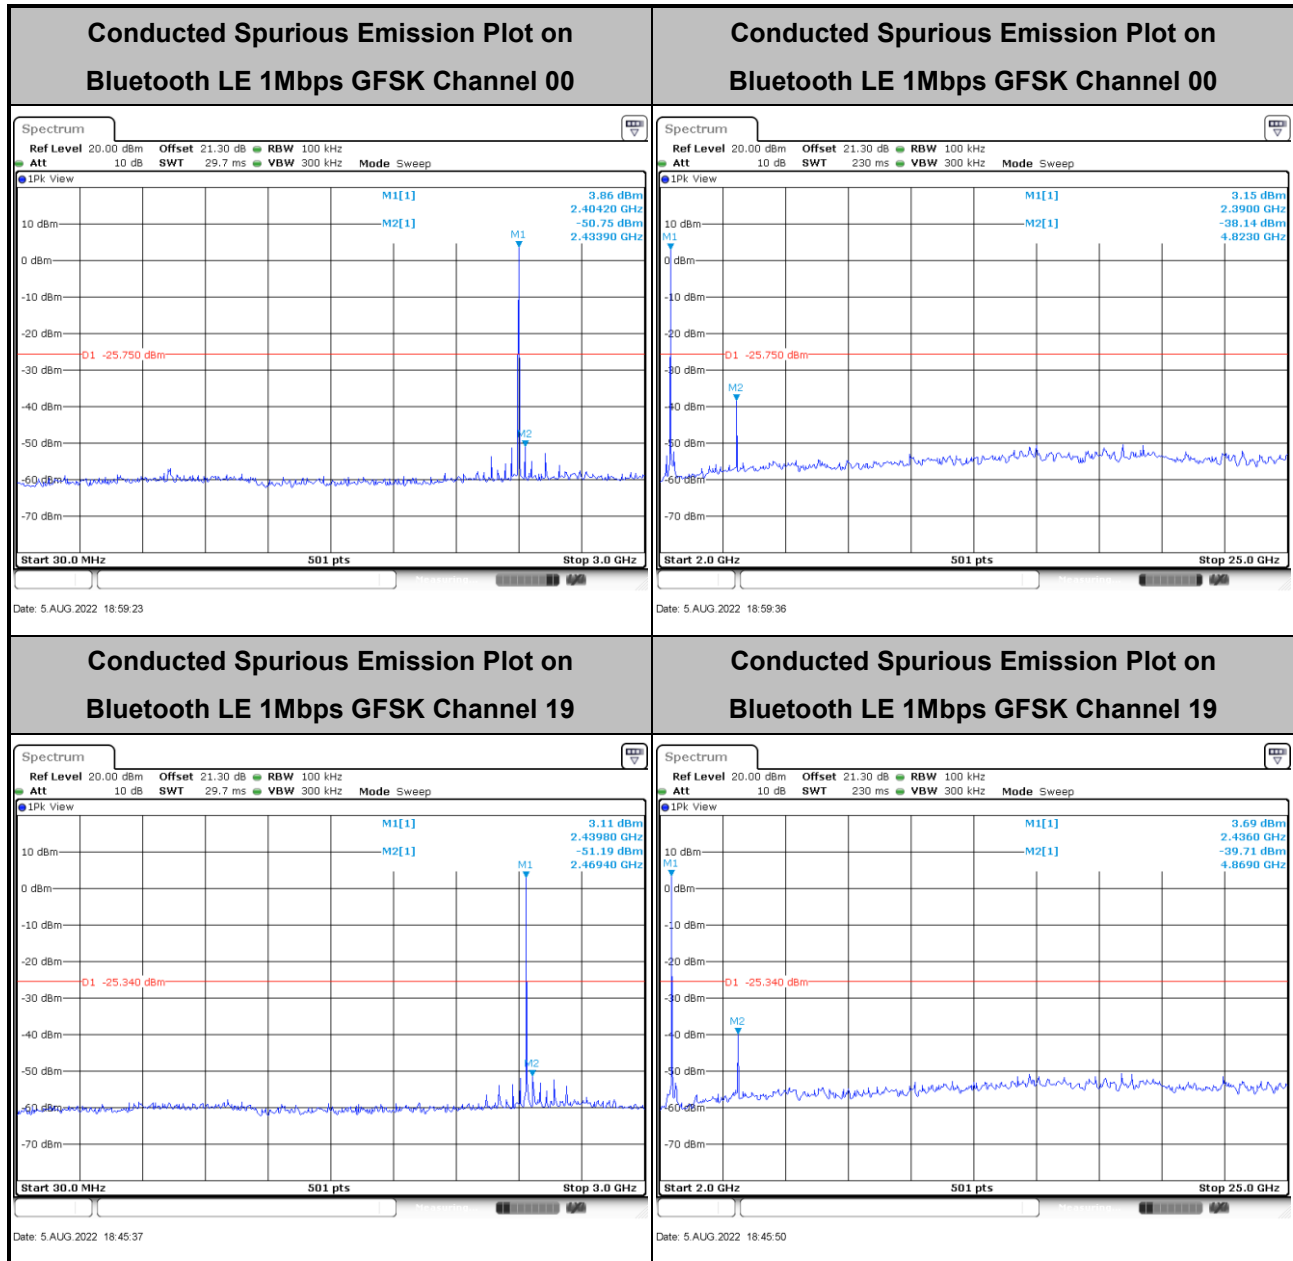 Conducted Spurious Emission Plot on
Bluetooth LE 1Mbps GFSK Channel 00
Spectrum
Ref Level 20.00 dBm Offset 21.30 dB RBW 100 kHz
Att 10 dB SWT 29.7 ms VBW 300 kHz Mode Sweep
1Pk View
M1[1] 3.86 dBm
2.40420 GHz
10 dBm M2[1] -50.75 dBm
2.43390 GHz
M1
0 dBm
-10 dBm
-20 dBm
D1 -25.750 dBm
-30 dBm
-40 dBm
M2
-50 dBm
-60 dBm
-70 dBm
Start 30.0 MHz 501 pts Stop 3.0 GHz
Measuring
Date: 5.AUG.2022 18:59:23
Conducted Spurious Emission Plot on
Bluetooth LE 1Mbps GFSK Channel 00
Spectrum
Ref Level 20.00 dBm Offset 21.30 dB RBW 100 kHz
Att 10 dB SWT 230 ms VBW 300 kHz Mode Sweep
1Pk View
M1[1] 3.15 dBm
2.3900 GHz
10 dBm M2[1] -38.14 dBm
4.8230 GHz
M1
0 dBm
-10 dBm
-20 dBm
D1 -25.750 dBm
-30 dBm
M2
-40 dBm
-50 dBm
-60 dBm
-70 dBm
Start 2.0 GHz 501 pts Stop 25.0 GHz
Measuring
Date: 5.AUG.2022 18:59:36
Conducted Spurious Emission Plot on
Bluetooth LE 1Mbps GFSK Channel 19
Spectrum
Ref Level 20.00 dBm Offset 21.30 dB RBW 100 kHz
Att 10 dB SWT 29.7 ms VBW 300 kHz Mode Sweep
1Pk View
M1[1] 3.11 dBm
2.43980 GHz
10 dBm M2[1] -51.19 dBm
2.46940 GHz
M1
0 dBm
-10 dBm
-20 dBm
D1 -25.340 dBm
-30 dBm
-40 dBm
M2
-50 dBm
-60 dBm
-70 dBm
Start 30.0 MHz 501 pts Stop 3.0 GHz
Measuring
Date: 5.AUG.2022 18:45:37
Conducted Spurious Emission Plot on
Bluetooth LE 1Mbps GFSK Channel 19
Spectrum
Ref Level 20.00 dBm Offset 21.30 dB RBW 100 kHz
Att 10 dB SWT 230 ms VBW 300 kHz Mode Sweep
1Pk View
M1[1] 3.69 dBm
2.4360 GHz
10 dBm M2[1] -39.71 dBm
4.8690 GHz
M1
0 dBm
-10 dBm
-20 dBm
D1 -25.340 dBm
-30 dBm
M2
-40 dBm
-50 dBm
-60 dBm
-70 dBm
Start 2.0 GHz 501 pts Stop 25.0 GHz
Measuring
Date: 5.AUG.2022 18:45:50